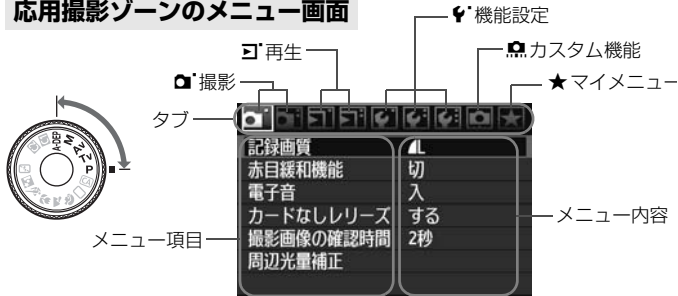 応用撮影ゾーンのメニュー画面
機能設定
再生
カスタム機能
撮影
★マイメニュー
タブ
記録画質 L
赤目緩和機能 切
電子音 入
カードなしレリーズ する
撮影画像の確認時間 2秒
周辺光量補正
メニュー項目
メニュー内容
A-DEP
M
Av
Tv
P